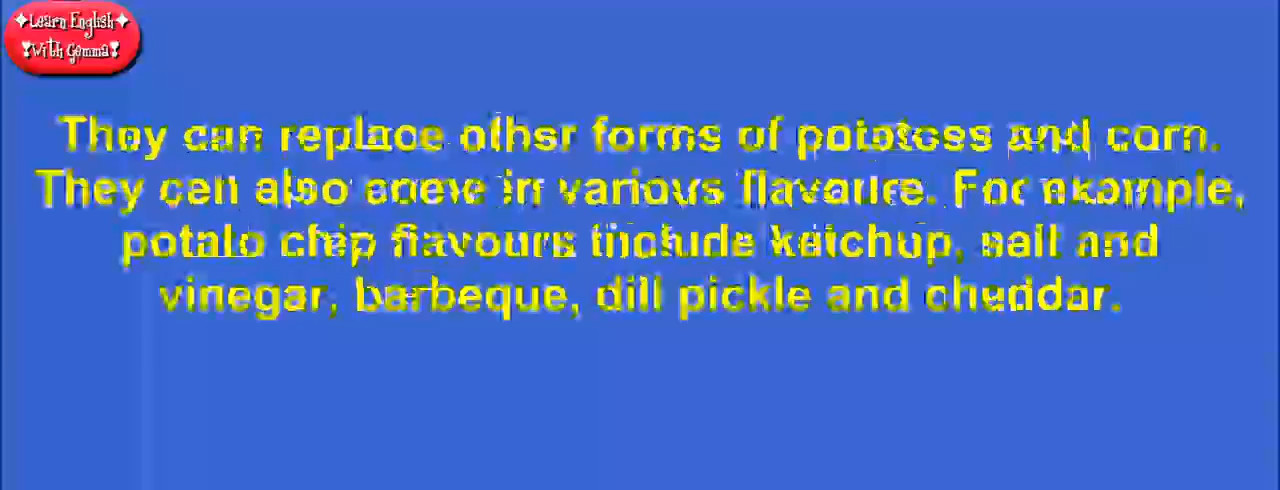 Learn English
With Gemma
They can replace other forms of potatoes and corn.
They can also come in various flavours. For example,
potato chip flavours include ketchup, salt and
vinegar, barbeque, dill pickle and cheddar.